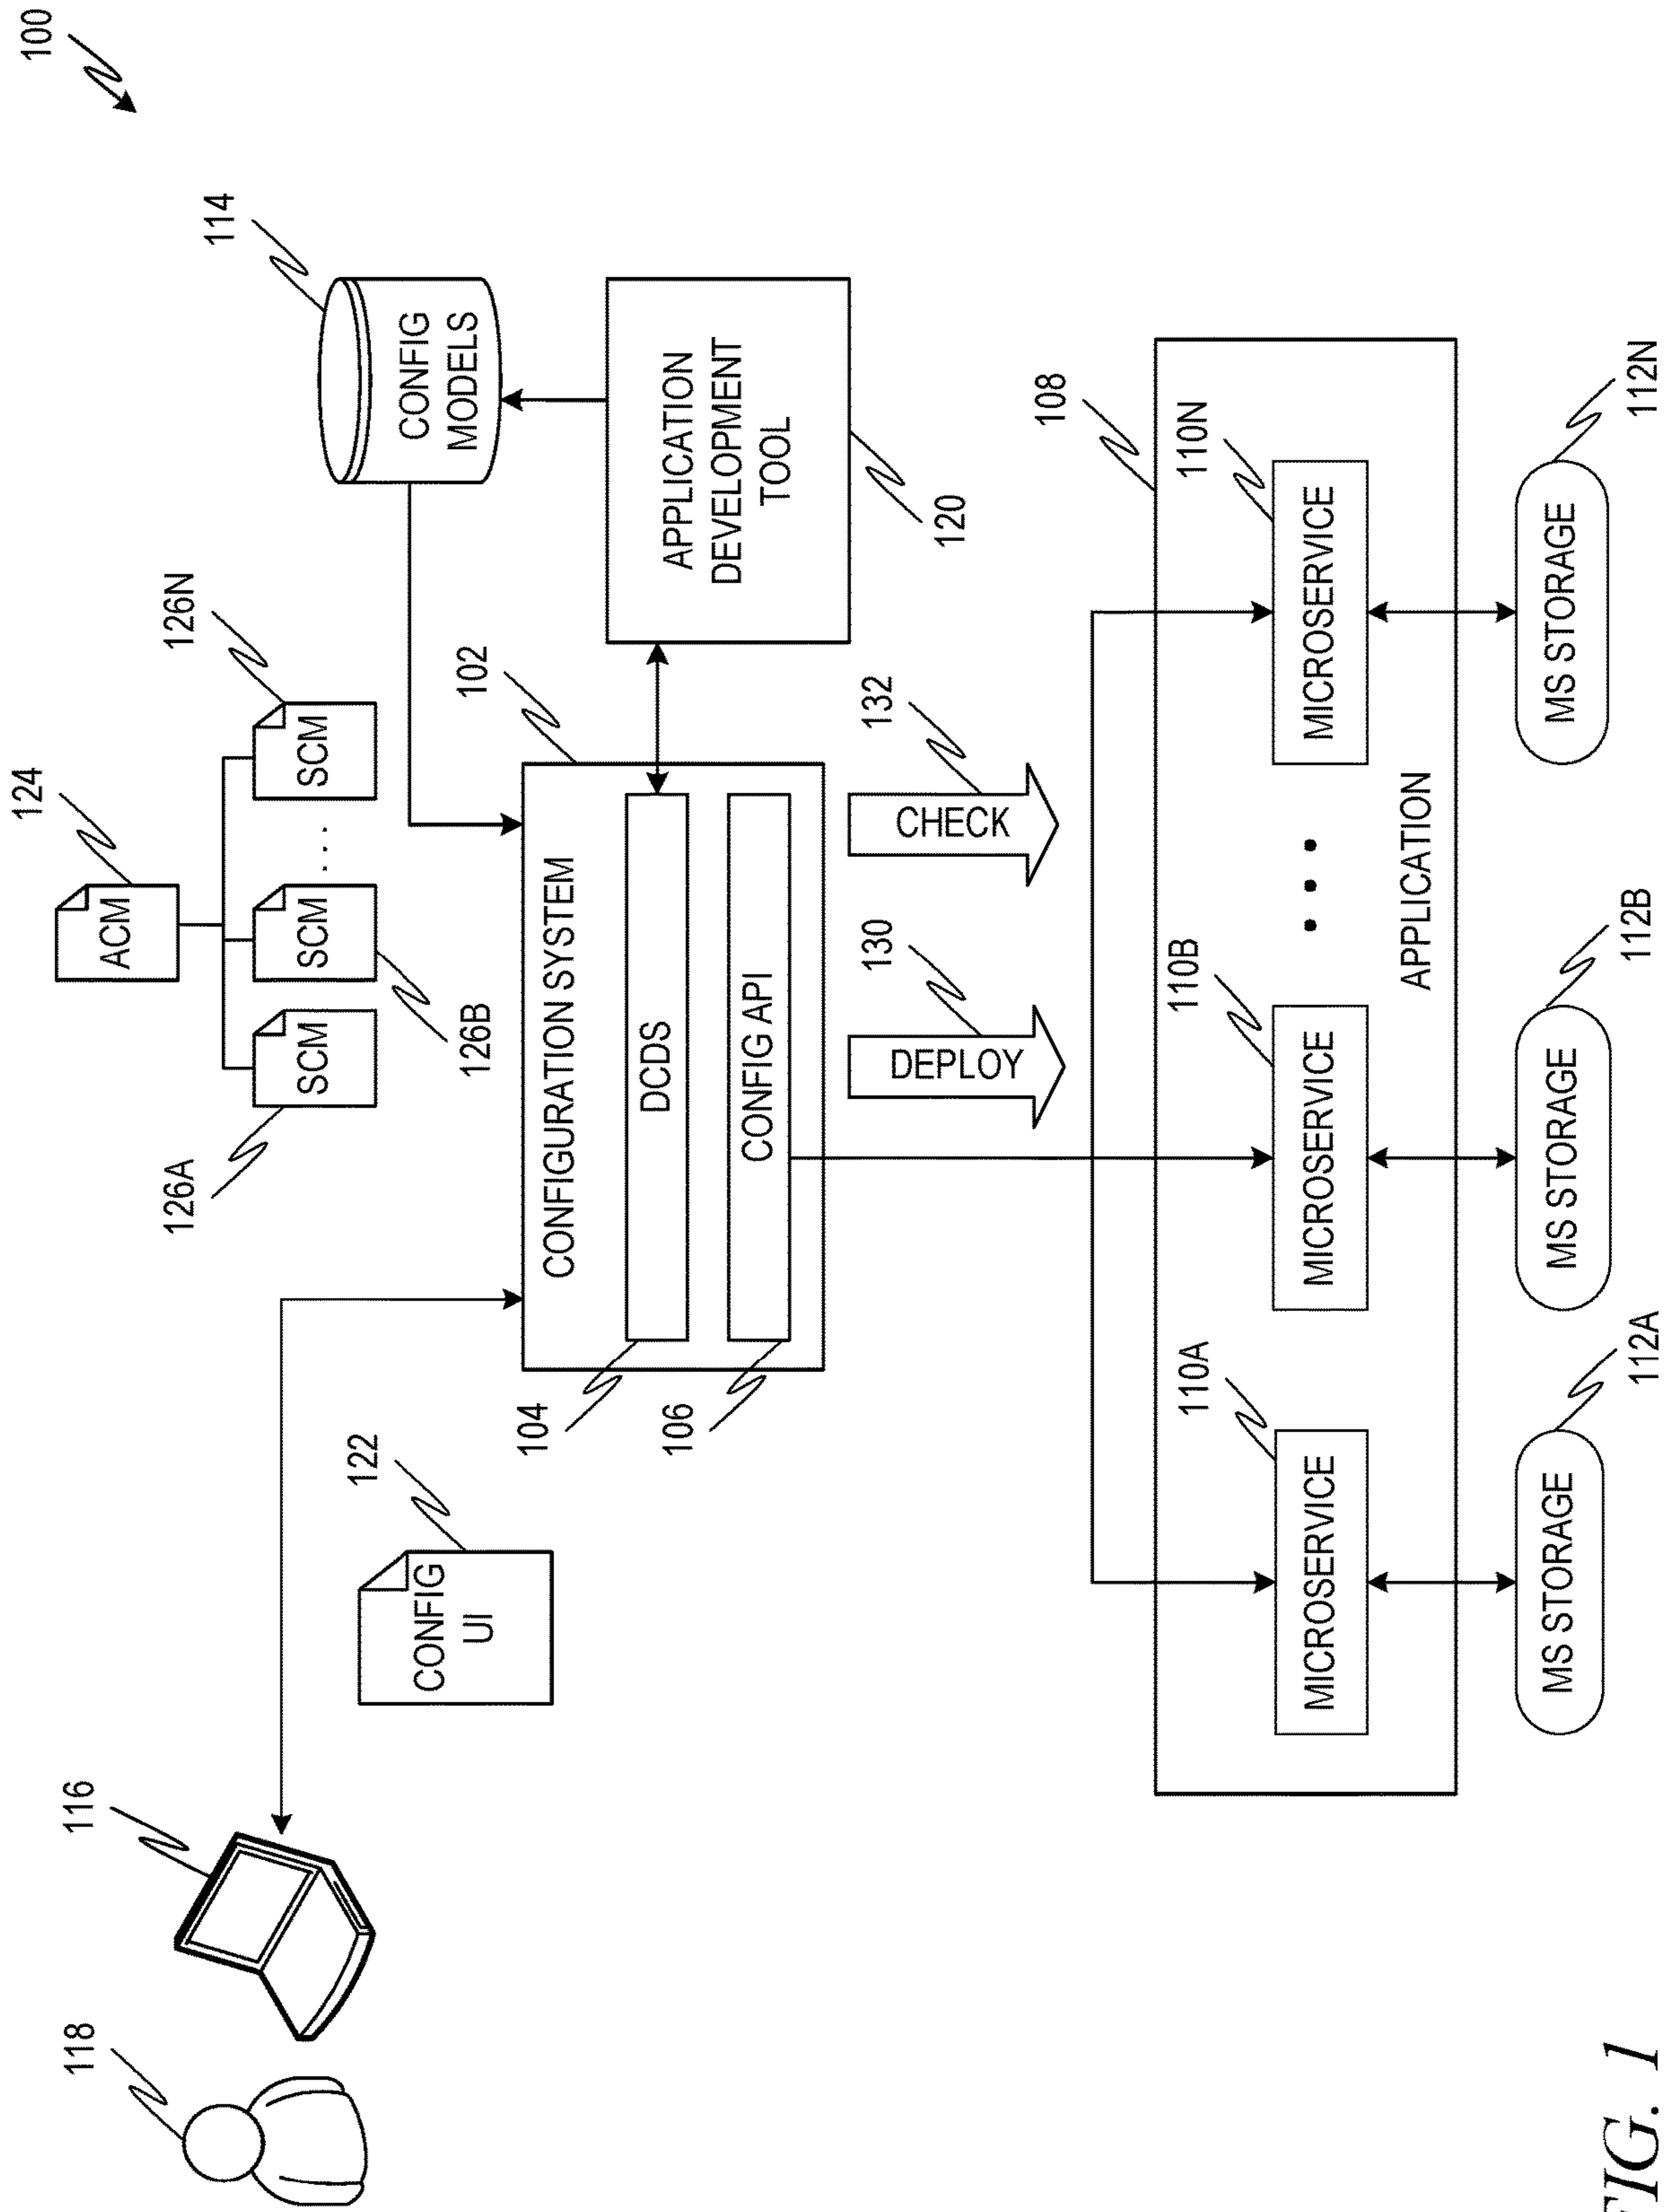 100
124
ACM
126A
SCM
126B
SCM
. . .
126N
SCM
114
CONFIG
MODELS
118
116
122
CONFIG
UI
102
CONFIGURATION SYSTEM
104
DCDS
106
CONFIG API
APPLICATION
DEVELOPMENT
TOOL
120
130
DEPLOY
132
CHECK
108
110A
MICROSERVICE
110B
MICROSERVICE
• • •
110N
MICROSERVICE
APPLICATION
112A
MS STORAGE
112B
MS STORAGE
112N
MS STORAGE
FIG. 1